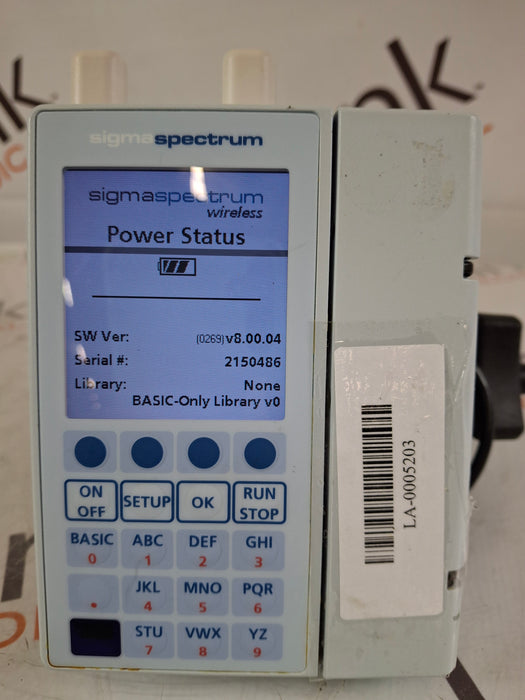 sigmaspectrum
sigmaspectrum
wireless
Power Status
SW Ver: (0269)v8.00.04
Serial #: 2150486
Library: None
BASIC-Only Library v0
ON OFF
SETUP
OK
RUN STOP
BASIC 0
ABC 1
DEF 2
GHI 3
.
JKL 4
MNO 5
PQR 6
STU 7
VWX 8
YZ 9
LA-0005203